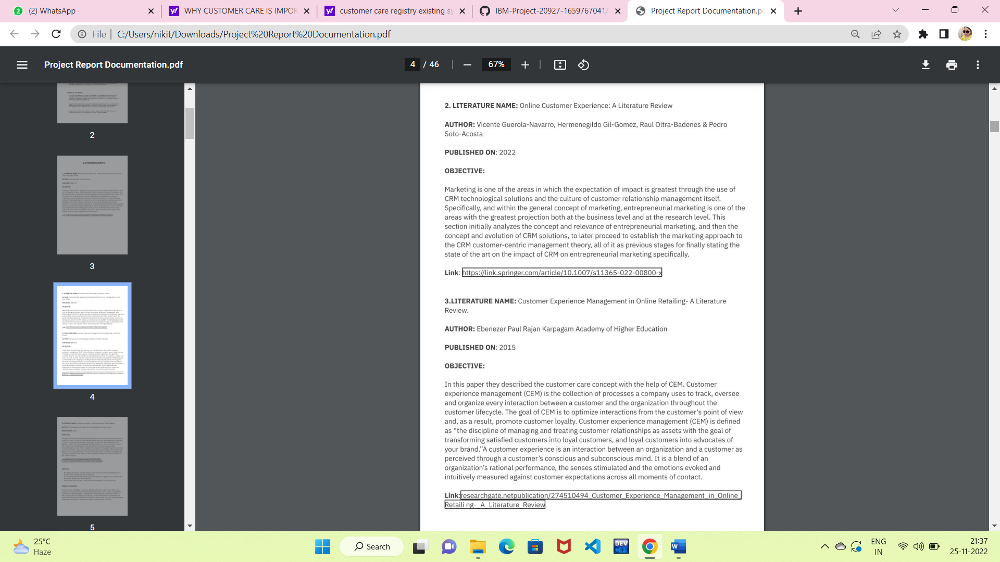 (2) WhatsApp
WHY CUSTOMER CARE IS IMPOR
customer care registry existing sy
IBM-Project-20927-1659767041/
Project Report Documentation.pd
File
C:/Users/nikit/Downloads/Project%20Report%20Documentation.pdf
Project Report Documentation.pdf
4 / 46
67%
2
2. LITERATURE SURVEY
3
4
5
2. LITERATURE NAME: Online Customer Experience: A Literature Review
AUTHOR: Vicente Guerola-Navarro, Hermenegildo Gil-Gomez, Raul Oltra-Badenes & Pedro
Soto-Acosta
PUBLISHED ON: 2022
OBJECTIVE:
Marketing is one of the areas in which the expectation of impact is greatest through the use of
CRM technological solutions and the culture of customer relationship management itself.
Specifically, and within the general concept of marketing, entrepreneurial marketing is one of the
areas with the greatest projection both at the business level and at the research level. This
section initially analyzes the concept and relevance of entrepreneurial marketing, and then the
concept and evolution of CRM solutions, to later proceed to establish the marketing approach to
the CRM customer-centric management theory, all of it as previous stages for finally stating the
state of the art on the impact of CRM on entrepreneurial marketing specifically.
Link: https://link.springer.com/article/10.1007/s11365-022-00800-x
3.LITERATURE NAME: Customer Experience Management in Online Retailing- A Literature
Review.
AUTHOR: Ebenezer Paul Rajan Karpagam Academy of Higher Education
PUBLISHED ON: 2015
OBJECTIVE:
In this paper they described the customer care concept with the help of CEM. Customer
experience management (CEM) is the collection of processes a company uses to track, oversee
and organize every interaction between a customer and the organization throughout the
customer lifecycle. The goal of CEM is to optimize interactions from the customer's point of view
and, as a result, promote customer loyalty. Customer experience management (CEM) is defined
as “the discipline of managing and treating customer relationships as assets with the goal of
transforming satisfied customers into loyal customers, and loyal customers into advocates of
your brand.”A customer experience is an interaction between an organization and a customer as
perceived through a customer’s conscious and subconscious mind. It is a blend of an
organization’s rational performance, the senses stimulated and the emotions evoked and
intuitively measured against customer expectations across all moments of contact.
Link:researchgate.netpublication/274510494_Customer_Experience_Management_in_Online_
Retaili ng-_A_Literature_Review
25°C
Haze
Search
DEV
C++
ENG
IN
21:37
25-11-2022